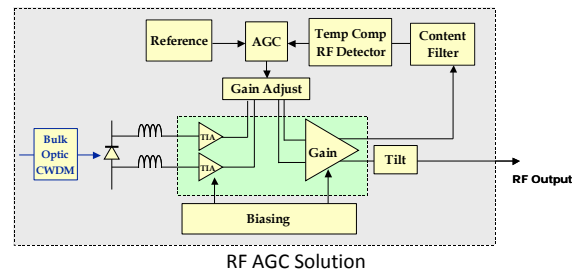 Reference
AGC
Temp Comp
RF Detector
Content
Filter
Gain Adjust
Bulk
Optic
CWDM
TIA
TIA
Gain
Tilt
RF Output
Biasing
RF AGC Solution